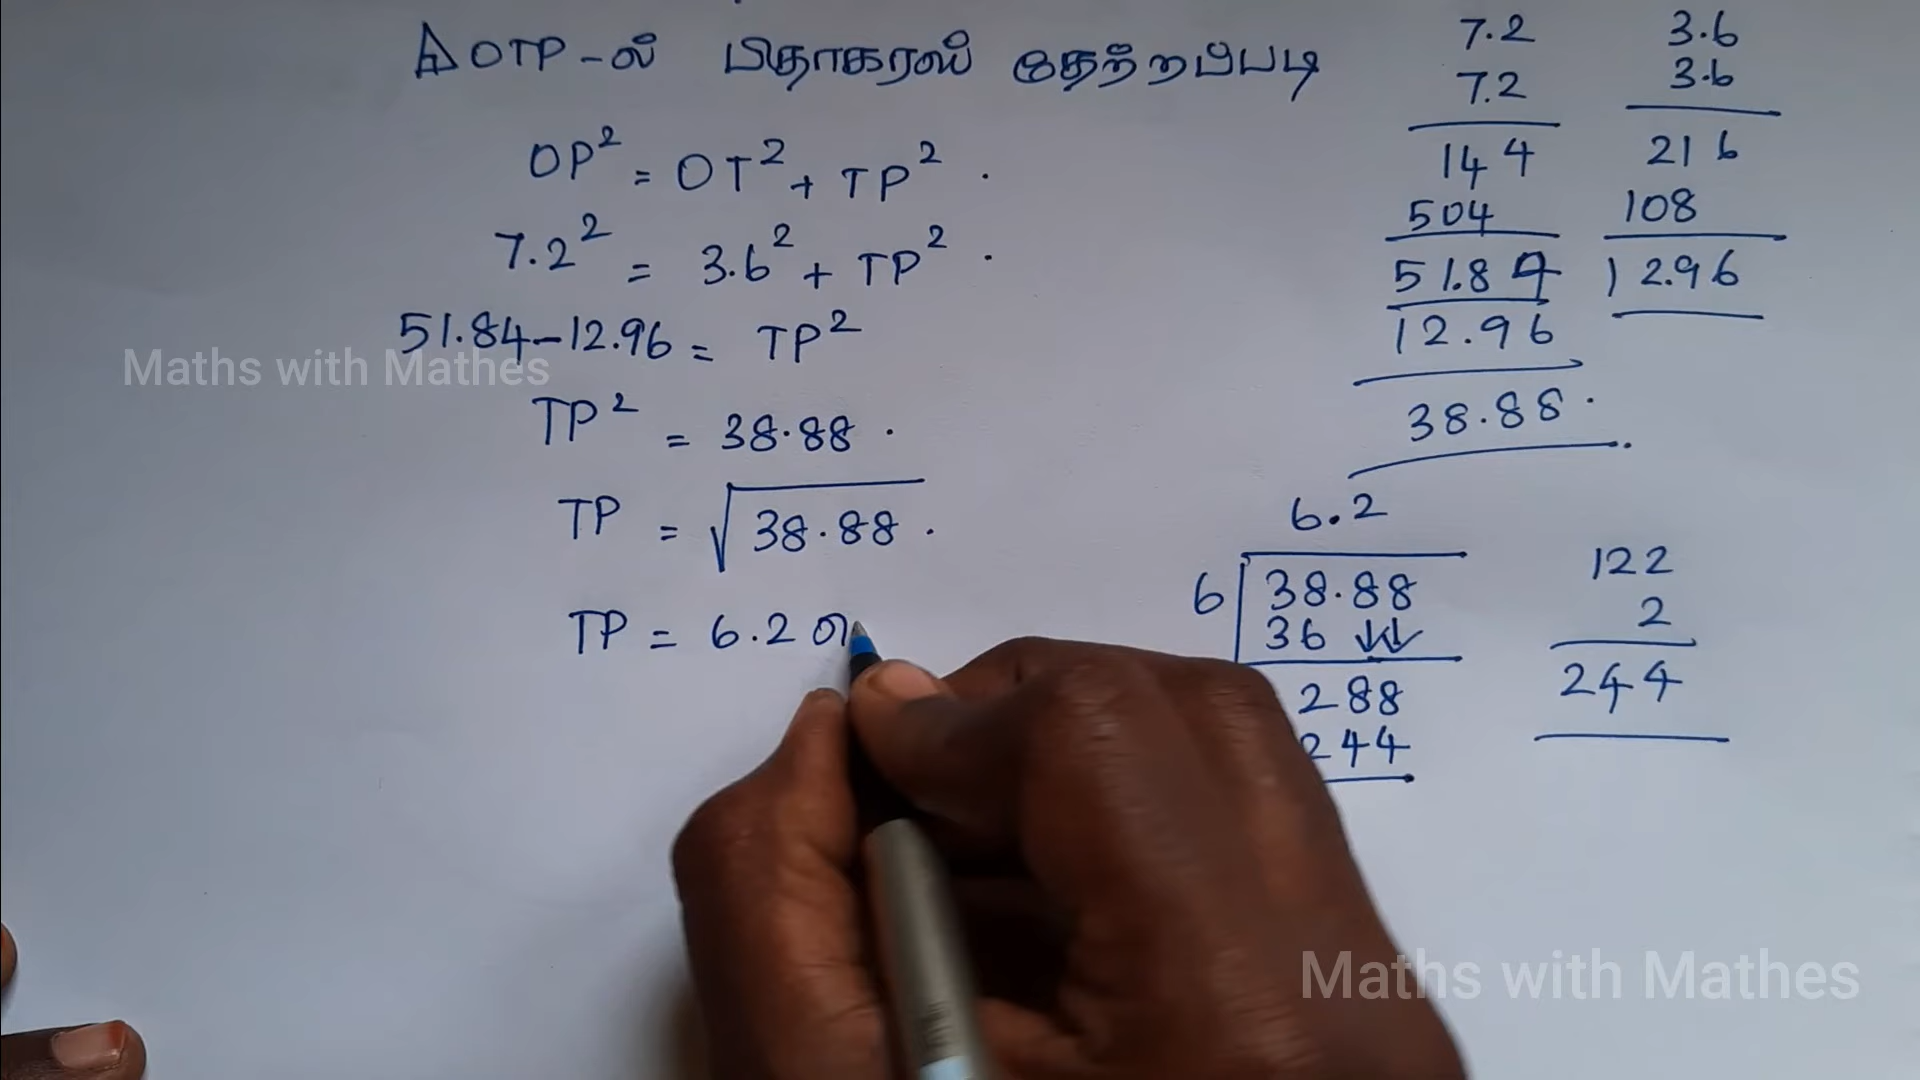 ΔOTP-ல் பிதாகரஸ் தேற்றப்படி
OP² = OT² + TP².
7.2² = 3.6² + TP².
51.84-12.96 = TP²
TP² = 38.88.
TP = √38.88.
TP = 6.2
7.2
7.2
144
504
51.84
12.96
38.88.
3.6
3.6
216
108
12.96
6.2
6 38.88
36
288
244
122
2
244
Maths with Mathes
Maths with Mathes